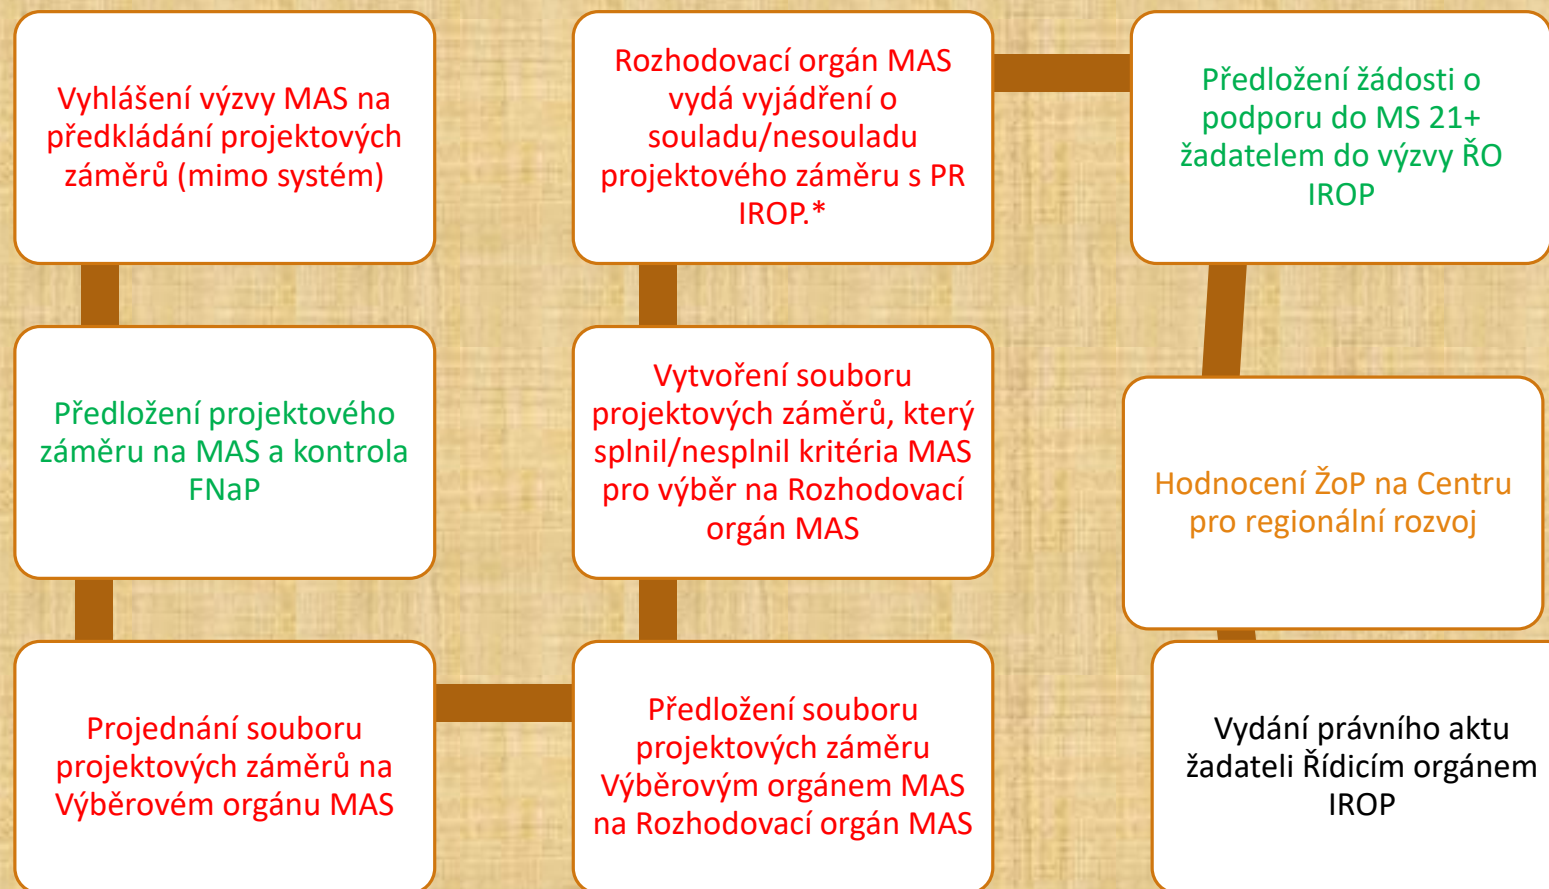 Vyhlášení výzvy MAS na
předkládání projektových
záměrů (mimo systém)
Předložení projektového
záměru na MAS a kontrola
FNaP
Projednání souboru
projektových záměrů na
Výběrovém orgánu MAS
Předložení souboru
projektových záměru
Výběrovým orgánem MAS
na Rozhodovací orgán MAS
Vytvoření souboru
projektových záměrů, který
splnil/nesplnil kritéria MAS
pro výběr na Rozhodovací
orgán MAS
Rozhodovací orgán MAS
vydá vyjádření o
souladu/nesouladu
projektového záměru s PR
IROP.*
Předložení žádosti o
podporu do MS 21+
žadatelem do výzvy ŘO
IROP
Hodnocení ŽoP na Centru
pro regionální rozvoj
Vydání právního aktu
žadateli Řídicím orgánem
IROP